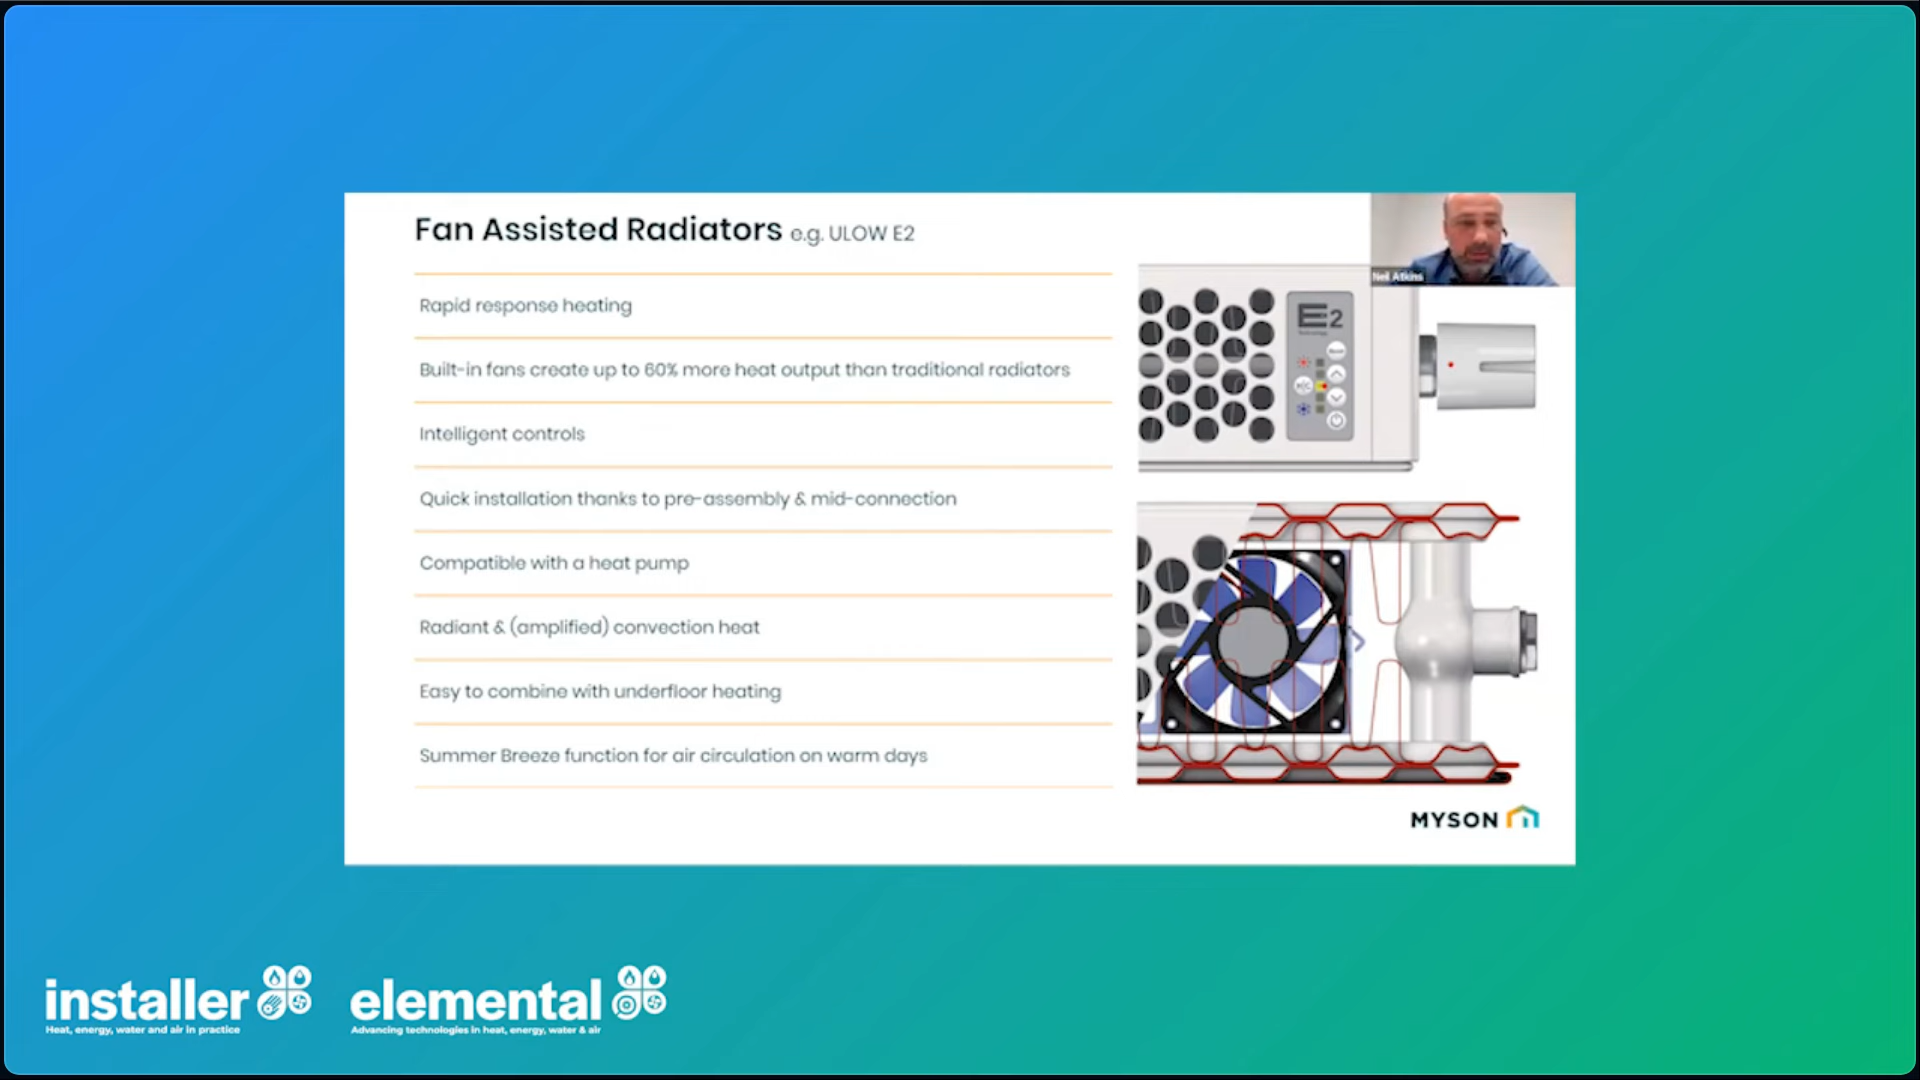 Fan Assisted Radiators e.g. ULOW E2
Neil Atkins
Rapid response heating
Built-in fans create up to 60% more heat output than traditional radiators
Intelligent controls
Quick installation thanks to pre-assembly & mid-connection
Compatible with a heat pump
Radiant & (amplified) convection heat
Easy to combine with underfloor heating
Summer Breeze function for air circulation on warm days
E2
MYSON
installer
Heat, energy, water and air in practice
elemental
Advancing technologies in heat, energy, water & air